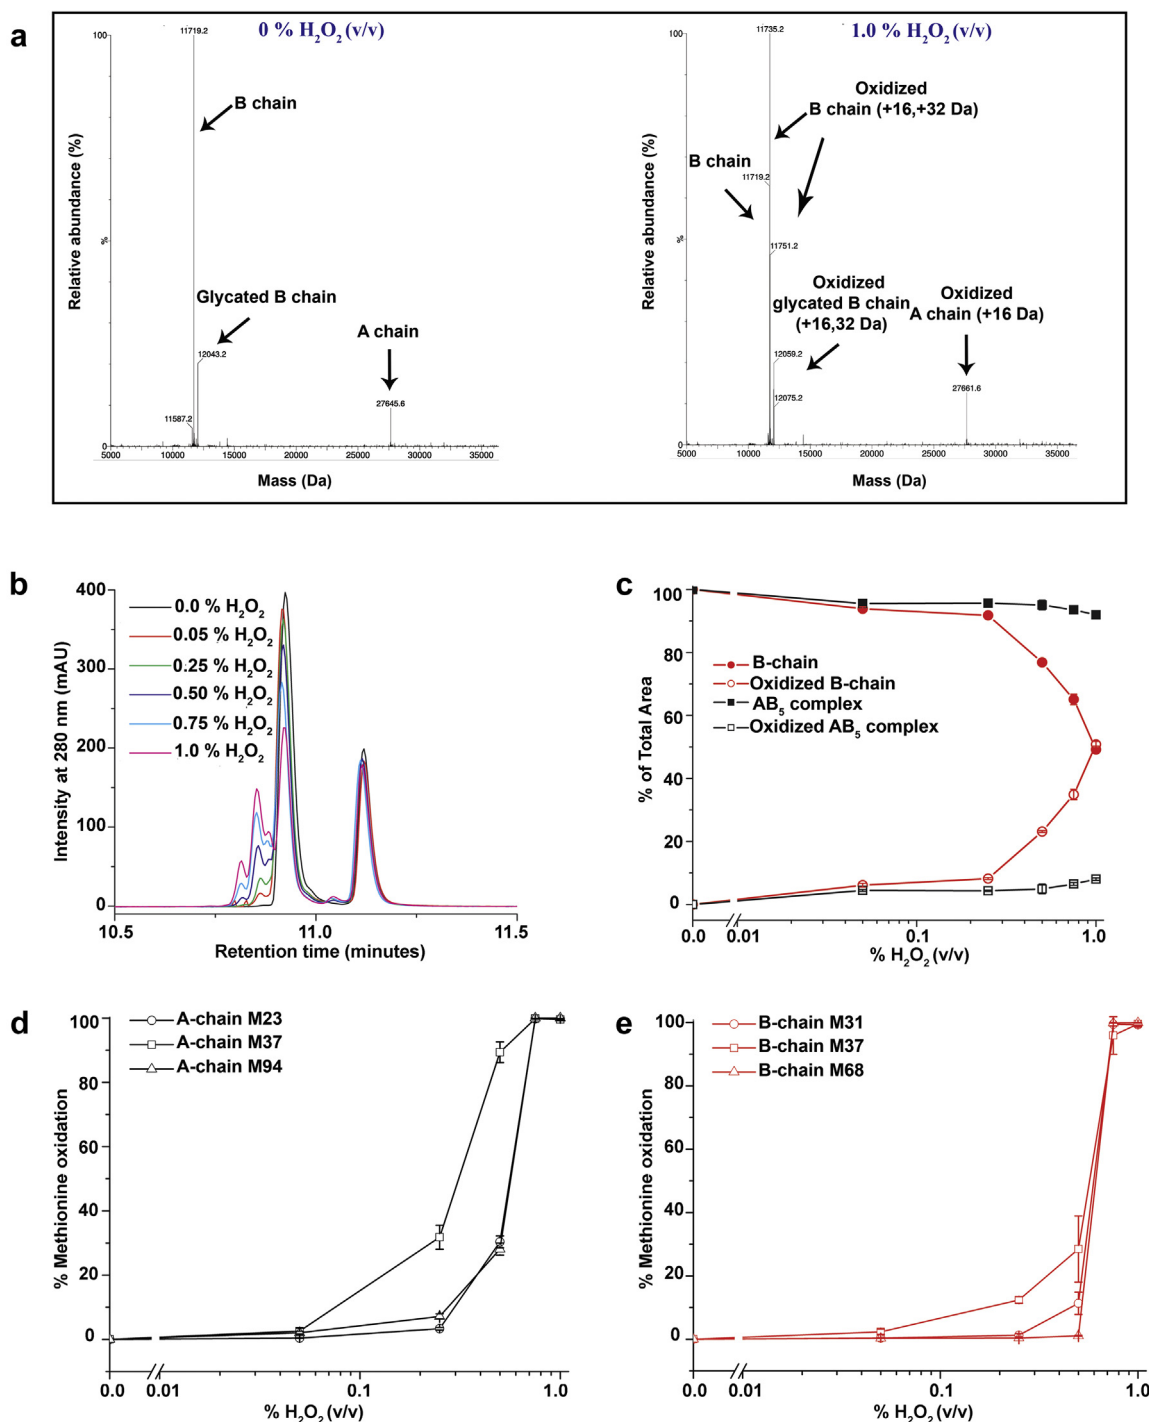 a
0 % H₂O₂ (v/v)
100
11719.2
B chain
Relative abundance (%)
%
Glycated B chain
12043.2
A chain
27645.6
11587.2
0
5000 10000 15000 20000 25000 30000 35000
Mass (Da)
1.0 % H₂O₂ (v/v)
100
11735.2
Oxidized
B chain (+16,+32 Da)
B chain
11719.2
Relative abundance (%)
%
11751.2
Oxidized
glycated B chain
(+16,32 Da)
Oxidized
A chain (+16 Da)
12059.2
12075.2
27661.6
0
5000 10000 15000 20000 25000 30000 35000
Mass (Da)
b
400
300
200
100
0
Intensity at 280 nm (mAU)
0.0 % H₂O₂
0.05 % H₂O₂
0.25 % H₂O₂
0.50 % H₂O₂
0.75 % H₂O₂
1.0 % H₂O₂
10.5 11.0 11.5
Retention time (minutes)
c
100
80
60
40
20
0
% of Total Area
B-chain
Oxidized B-chain
AB₅ complex
Oxidized AB₅ complex
0.0 0.01 0.1 1.0
% H₂O₂ (v/v)
d
100
80
60
40
20
0
% Methionine oxidation
A-chain M23
A-chain M37
A-chain M94
0.0 0.01 0.1 1.0
% H₂O₂ (v/v)
e
100
80
60
40
20
0
% Methionine oxidation
B-chain M31
B-chain M37
B-chain M68
0.0 0.01 0.1 1.0
% H₂O₂ (v/v)